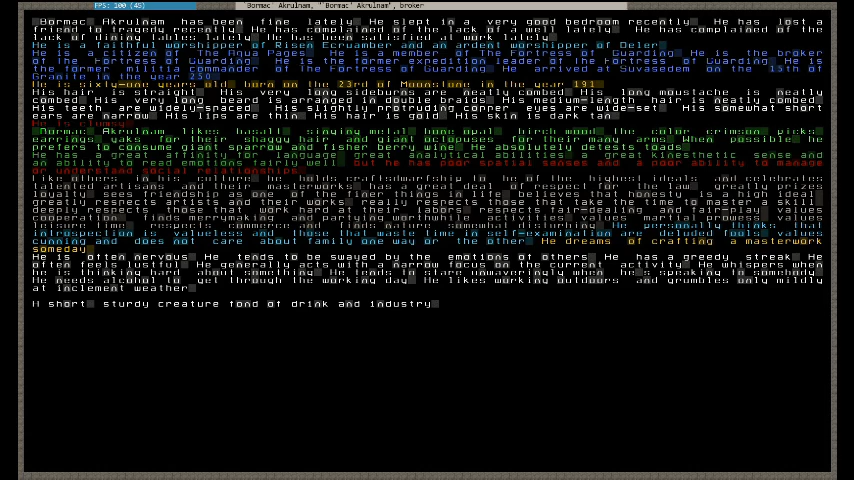 FPS: 100 (45)
"Bormac" Akrulnam, "Bormac" Akrulnam", broker
"Bormac" Akrulnam has been fine lately. He slept in a very good bedroom recently. He has lost a
friend to tragedy recently. He has complained of the lack of a well lately. He has complained of the
lack of dining tables lately. He has been satisfied at work lately.
He is a faithful worshipper of Risen Ecruamber and an ardent worshipper of Deler.
He is a citizen of The Aqua Pages. He is a member of The Fortress of Guarding. He is the broker
of The Fortress of Guarding. He is the former expedition leader of The Fortress of Guarding. He is
the former militia commander of The Fortress of Guarding. He arrived at Suvasedem on the 15th of
Granite in the year 250.
He is sixty-one years old, born on the 23rd of Moonstone in the year 191.
His hair is straight. His very long sideburns are neatly combed. His long moustache is neatly
combed. His very long beard is arranged in double braids. His medium-length hair is neatly combed.
His teeth are widely-spaced. His slightly protruding copper eyes are wide-set. His somewhat short
ears are narrow. His lips are thin. His hair is gold. His skin is dark tan.
He is clumsy.
"Bormac" Akrulnam likes basalt, singing metal, bone opal, birch wood, the color crimson, picks,
earrings, yaks for their shaggy hair and giant octopuses for their many arms. When possible, he
prefers to consume giant sparrow and fisher berry wine. He absolutely detests toads.
He has a great affinity for language, great analytical abilities, a great kinesthetic sense and
an ability to read emotions fairly well, but he has poor spatial senses and a poor ability to manage
or understand social relationships.
Like others in his culture, he holds craftsdwarfship to be of the highest ideals and celebrates
talented artisans and their masterworks, has a great deal of respect for the law, greatly prizes
loyalty, sees friendship as one of the finer things in life, believes that honesty is a high ideal,
greatly respects artists and their works, really respects those that take the time to master a skill,
deeply respects those that work hard at their labors, respects fair-dealing and fair-play, values
cooperation, finds merrymaking and partying worthwhile activities, values martial prowess, values
leisure time, respects commerce and finds nature somewhat disturbing. He personally thinks that
introspection is valueless and those that waste time in self-examination are deluded fools, values
cunning and does not care about family one way or the other. He dreams of crafting a masterwork
someday.
He is often nervous. He tends to be swayed by the emotions of others. He has a greedy streak. He
often feels lustful. He generally acts with a narrow focus on the current activity. He whispers when
he is thinking hard about something. He tends to stare unwaveringly when he's speaking to somebody.
He needs alcohol to get through the working day. He likes working outdoors and grumbles only mildly
at inclement weather.
A short, sturdy creature fond of drink and industry.